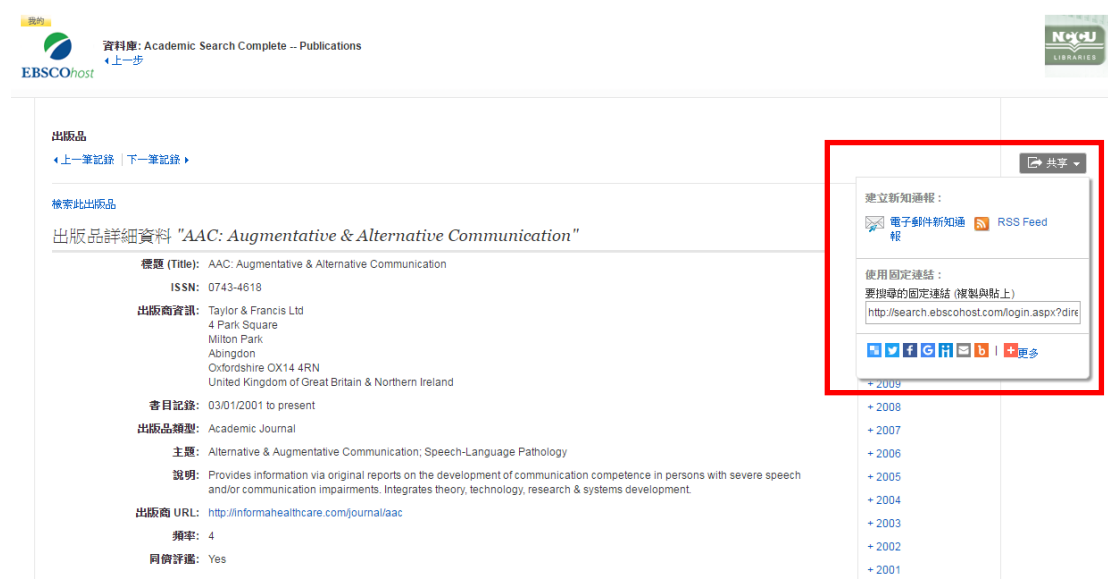 我的
EBSCOhost
資料庫: Academic Search Complete -- Publications
上一步
NCCU
LIBRARIES
出版品
上一筆記錄 | 下一筆記錄
共享
檢索此出版品
出版品詳細資料 "AAC: Augmentative & Alternative Communication"
標題 (Title): AAC: Augmentative & Alternative Communication
ISSN: 0743-4618
出版商資訊: Taylor & Francis Ltd
4 Park Square
Milton Park
Abingdon
Oxfordshire OX14 4RN
United Kingdom of Great Britain & Northern Ireland
書目記錄: 03/01/2001 to present
出版品類型: Academic Journal
主題: Alternative & Augmentative Communication; Speech-Language Pathology
說明: Provides information via original reports on the development of communication competence in persons with severe speech
and/or communication impairments. Integrates theory, technology, research & systems development.
出版商 URL: http://informahealthcare.com/journal/aac
頻率: 4
同儕評鑑: Yes
建立新知通報：
電子郵件新知通
報
RSS Feed
使用固定連結：
要搜尋的固定連結 (複製與貼上)
http://search.ebscohost.com/login.aspx?dire
更多
+ 2009
+ 2008
+ 2007
+ 2006
+ 2005
+ 2004
+ 2003
+ 2002
+ 2001